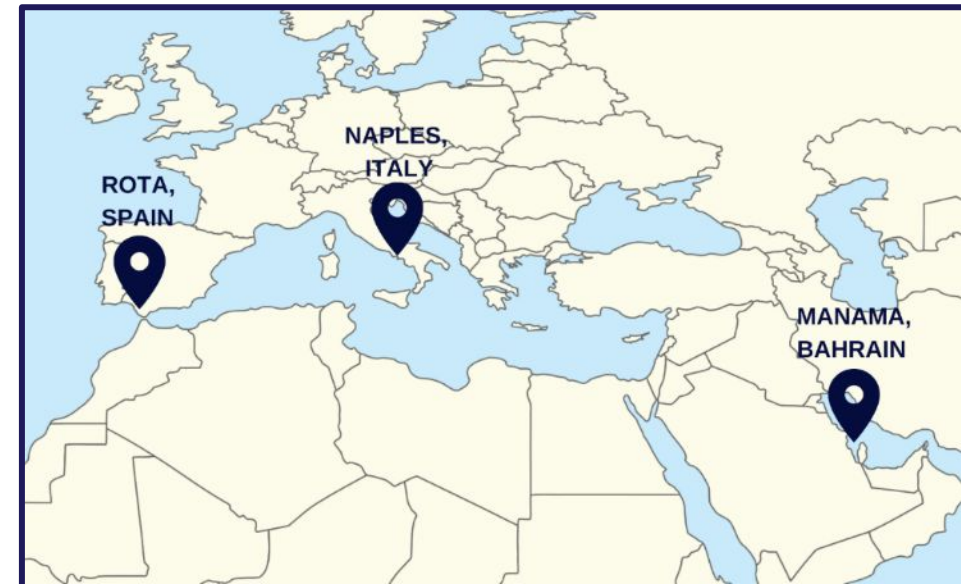 NAPLES,
ITALY
ROTA,
SPAIN
MANAMA,
BAHRAIN